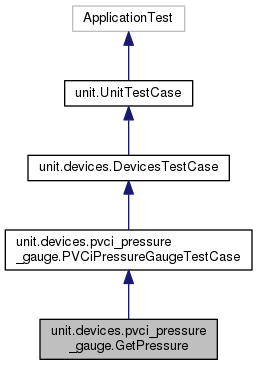 ApplicationTest
unit.UnitTestCase
unit.devices.DevicesTestCase
unit.devices.pvci_pressure
_gauge.PVCiPressureGaugeTestCase
unit.devices.pvci_pressure
_gauge.GetPressure